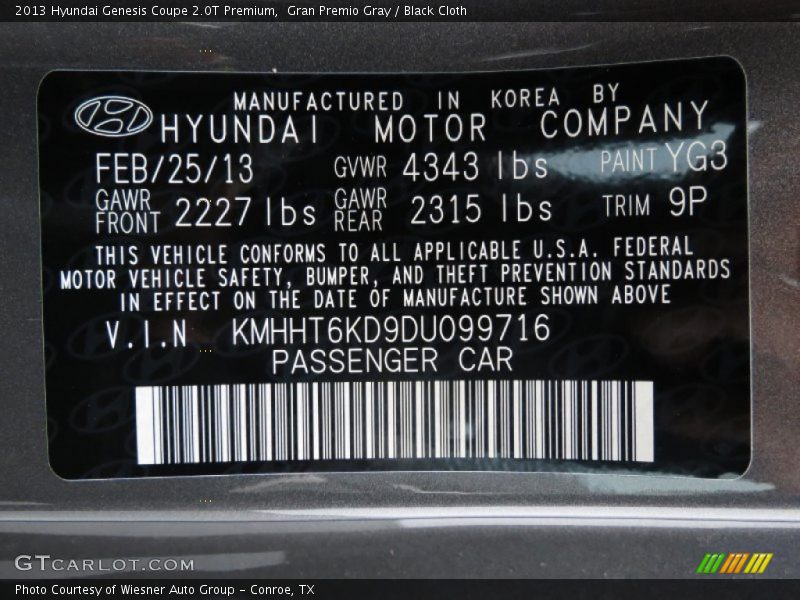 2013 Hyundai Genesis Coupe 2.0T Premium,  Gran Premio Gray / Black Cloth
MANUFACTURED IN KOREA BY
HYUNDAI MOTOR COMPANY
FEB/25/13 GVWR 4343 lbs PAINT YG3
GAWR FRONT 2227 lbs GAWR REAR 2315 lbs TRIM 9P
THIS VEHICLE CONFORMS TO ALL APPLICABLE U.S.A. FEDERAL
MOTOR VEHICLE SAFETY, BUMPER, AND THEFT PREVENTION STANDARDS
IN EFFECT ON THE DATE OF MANUFACTURE SHOWN ABOVE
V.I.N KMHHT6KD9DU099716
PASSENGER CAR
GTCARLOT.COM
Photo Courtesy of Wiesner Auto Group - Conroe, TX